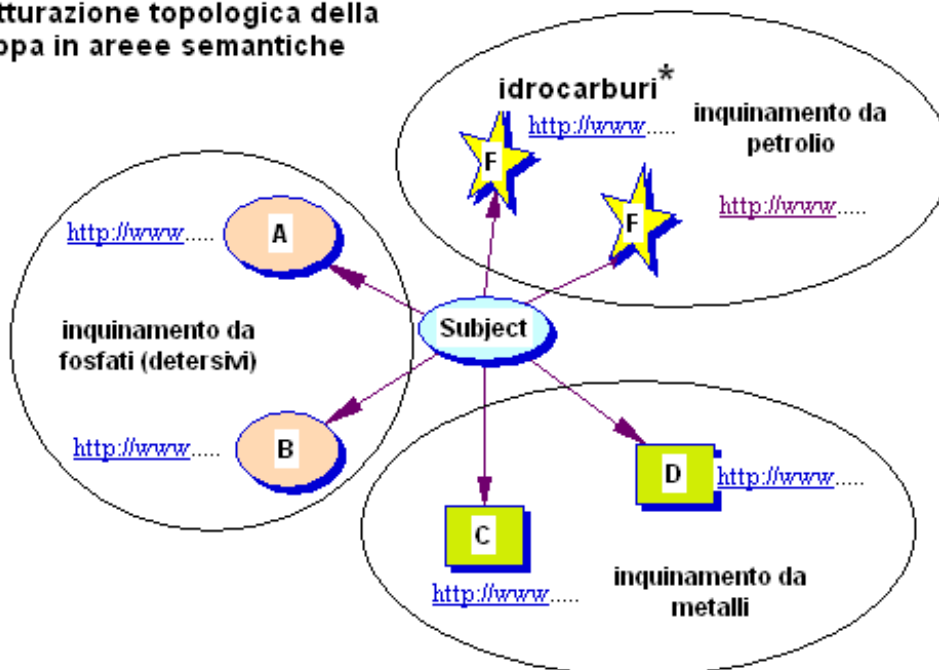 tturazione topologica della
ppa in areee semantiche
idrocarburi*
http://www.....
inquinamento da
petrolio
F
F
http://www.....
http://www.....
A
Subject
inquinamento da
fosfati (detersivi)
http://www.....
B
D
http://www.....
C
http://www.....
inquinamento da
metalli